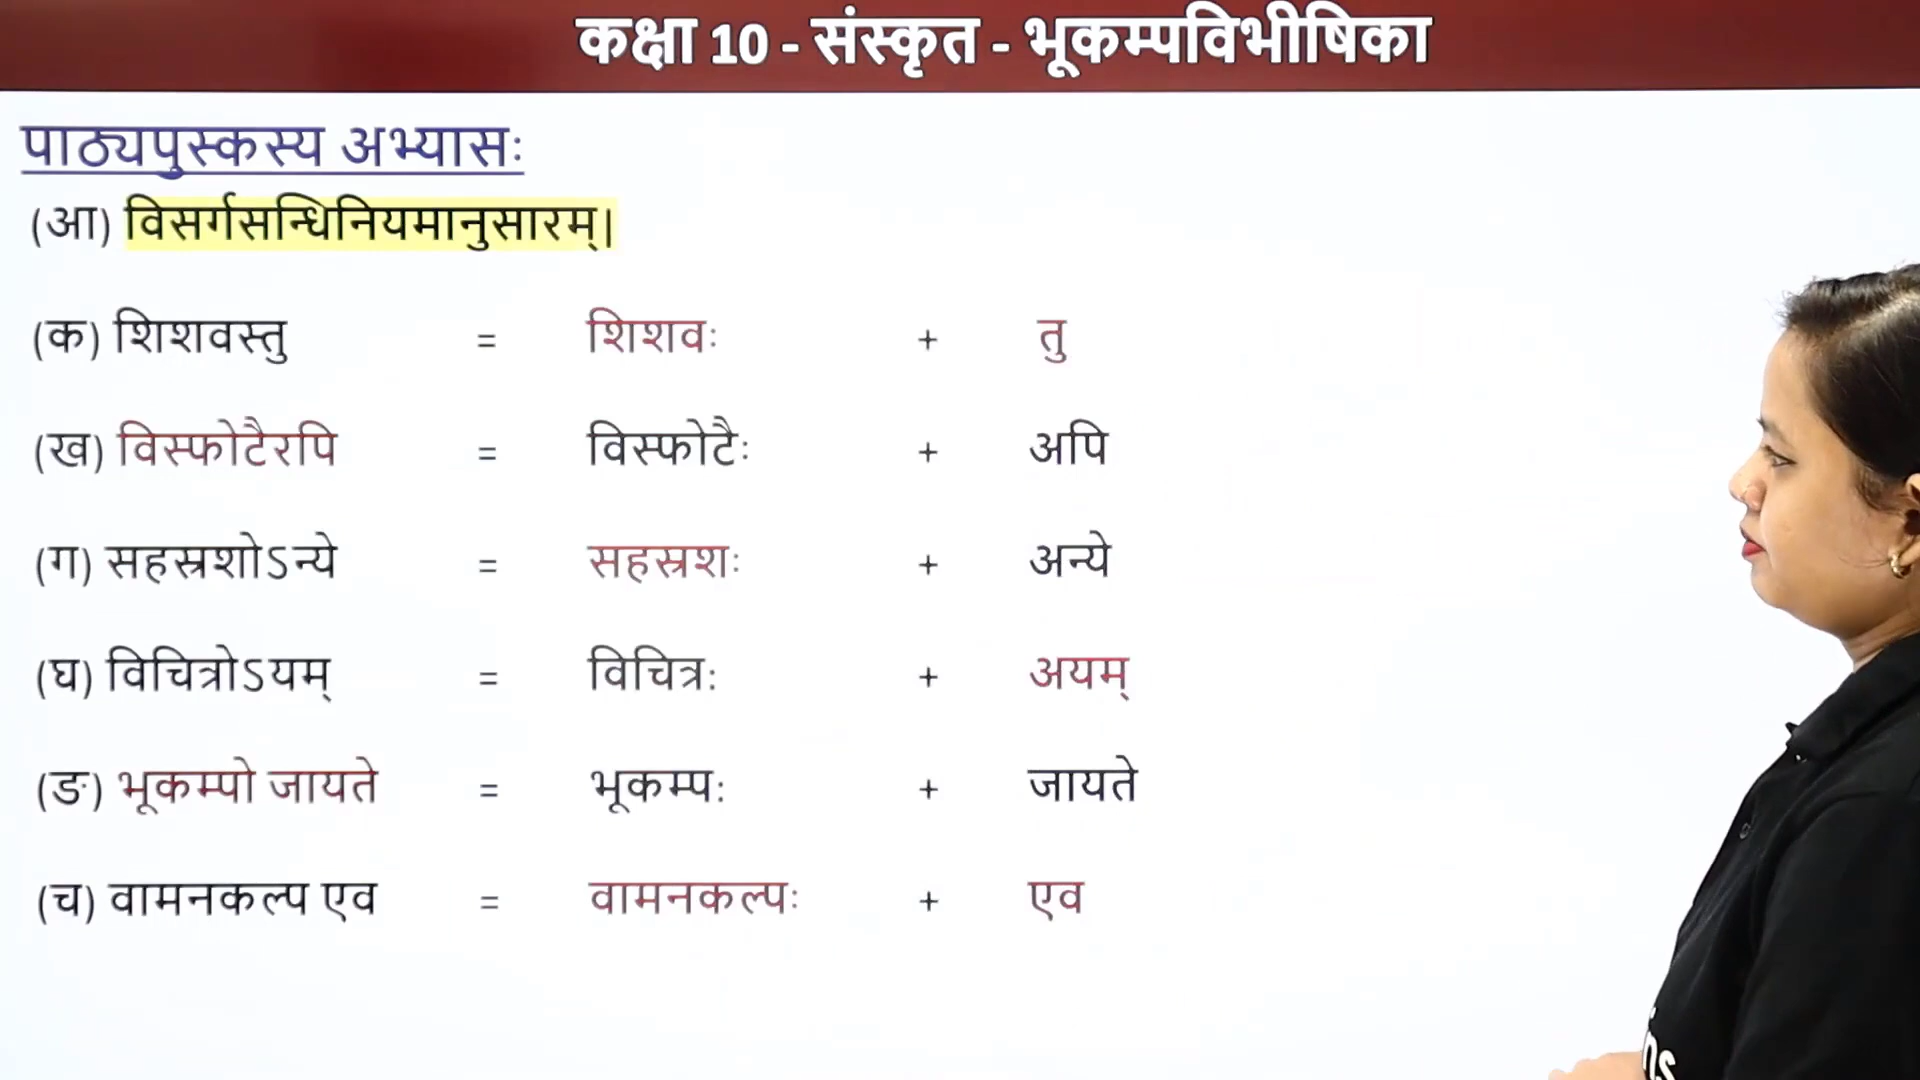 कक्षा 10 - संस्कृत - भूकम्पविभीषिका
पाठ्यपुस्कस्य अभ्यासः
(आ) विसर्गसन्धिनियमानुसारम्।
(क) शिशवस्तु = शिशवः + तु
(ख) विस्फोटैरपि = विस्फोटैः + अपि
(ग) सहस्रशोऽन्ये = सहस्रशः + अन्ये
(घ) विचित्रोऽयम् = विचित्रः + अयम्
(ङ) भूकम्पो जायते = भूकम्पः + जायते
(च) वामनकल्प एव = वामनकल्पः + एव